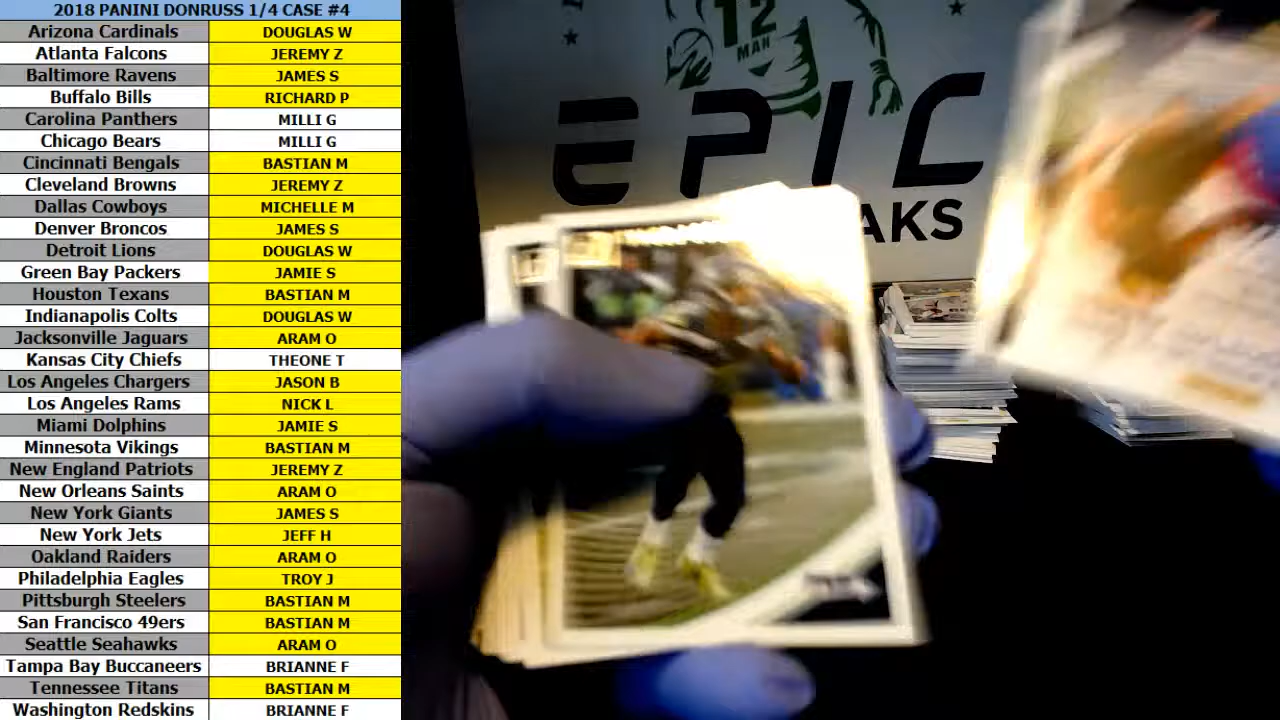 2018 PANINI DONRUSS 1/4 CASE #4
Arizona Cardinals DOUGLAS W
Atlanta Falcons JEREMY Z
Baltimore Ravens JAMES S
Buffalo Bills RICHARD P
Carolina Panthers MILLI G
Chicago Bears MILLI G
Cincinnati Bengals BASTIAN M
Cleveland Browns JEREMY Z
Dallas Cowboys MICHELLE M
Denver Broncos JAMES S
Detroit Lions DOUGLAS W
Green Bay Packers JAMIE S
Houston Texans BASTIAN M
Indianapolis Colts DOUGLAS W
Jacksonville Jaguars ARAM O
Kansas City Chiefs THEONE T
Los Angeles Chargers JASON B
Los Angeles Rams NICK L
Miami Dolphins JAMIE S
Minnesota Vikings BASTIAN M
New England Patriots JEREMY Z
New Orleans Saints ARAM O
New York Giants JAMES S
New York Jets JEFF H
Oakland Raiders ARAM O
Philadelphia Eagles TROY J
Pittsburgh Steelers BASTIAN M
San Francisco 49ers BASTIAN M
Seattle Seahawks ARAM O
Tampa Bay Buccaneers BRIANNE F
Tennessee Titans BASTIAN M
Washington Redskins BRIANNE F
12
MAN
EPIC
AKS